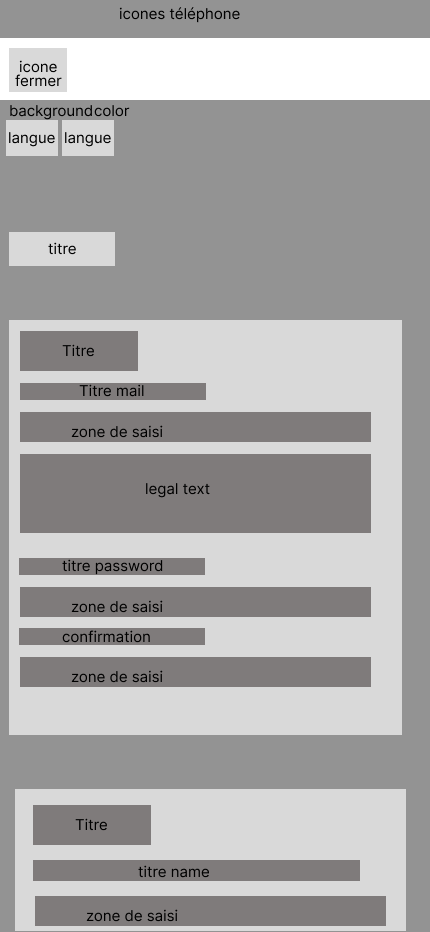 icones téléphone
icone
fermer
backgroundcolor
langue langue
titre
Titre
Titre mail
zone de saisi
legal text
titre password
zone de saisi
confirmation
zone de saisi
Titre
titre name
zone de saisi